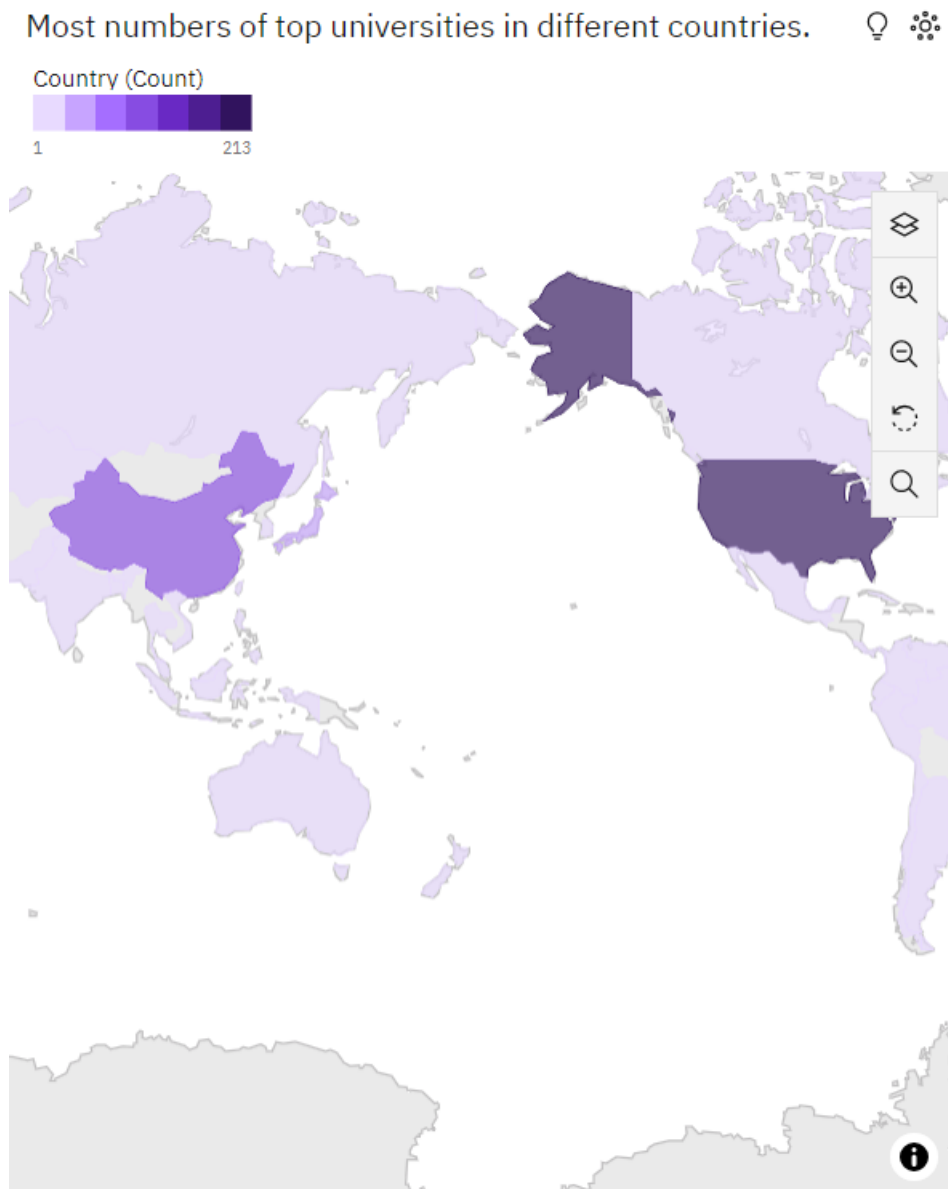 Most numbers of top universities in different countries.
Country (Count)
1 213